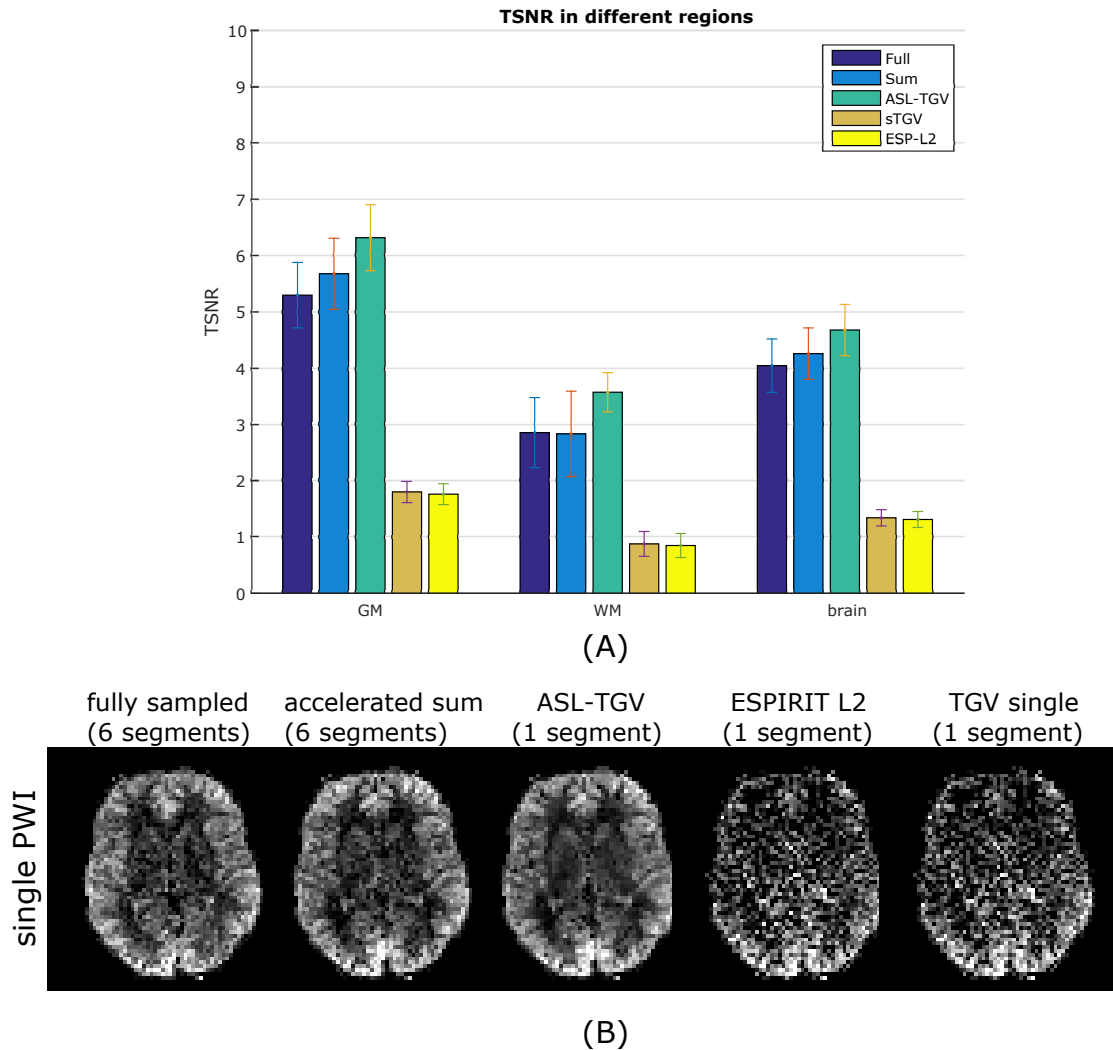 TSNR in different regions
10
9
8
7
6
5
4
3
2
1
0
TSNR
Full
Sum
ASL-TGV
sTGV
ESP-L2
GM WM brain
(A)
fully sampled
(6 segments)
accelerated sum
(6 segments)
ASL-TGV
(1 segment)
ESPIRIT L2
(1 segment)
TGV single
(1 segment)
single PWI
(B)